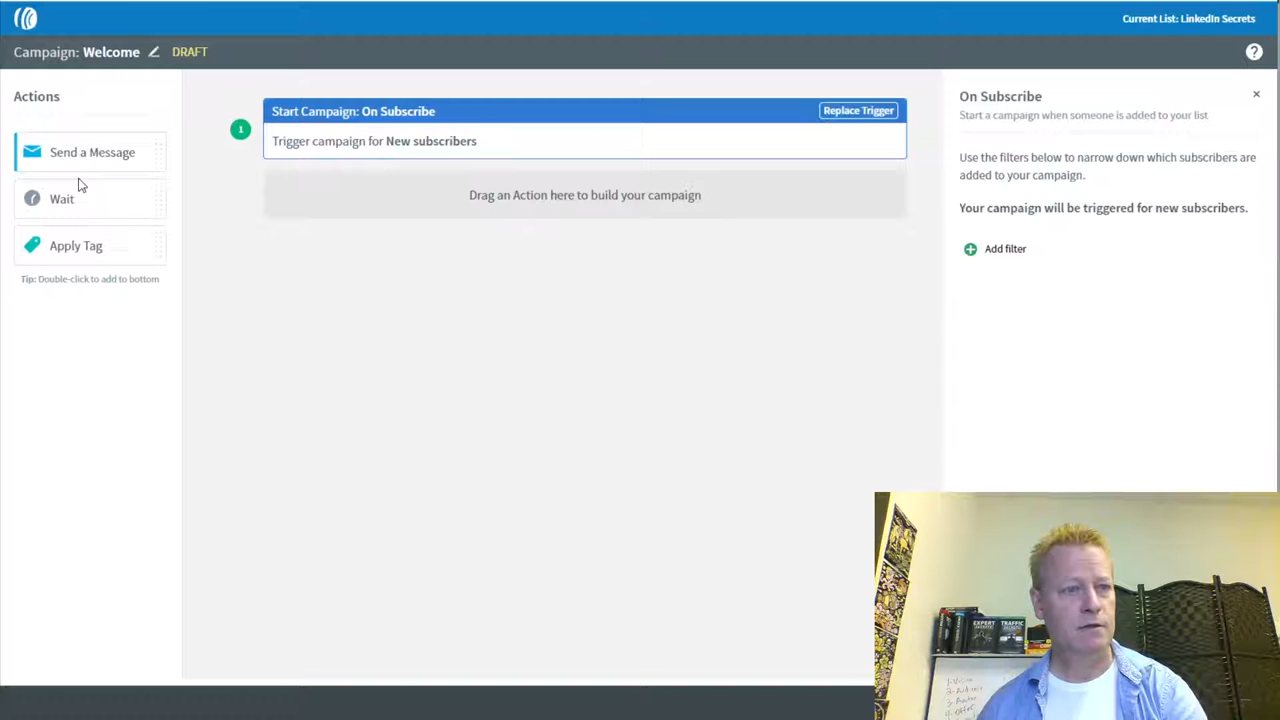 Current List: LinkedIn Secrets
Campaign: Welcome DRAFT
?
Actions
Send a Message
Wait
Apply Tag
Tip: Double-click to add to bottom
1
Start Campaign: On Subscribe
Replace Trigger
Trigger campaign for New subscribers
Drag an Action here to build your campaign
On Subscribe
×
Start a campaign when someone is added to your list
Use the filters below to narrow down which subscribers are
added to your campaign.
Your campaign will be triggered for new subscribers.
Add filter
EXPERT
TRAFFIC